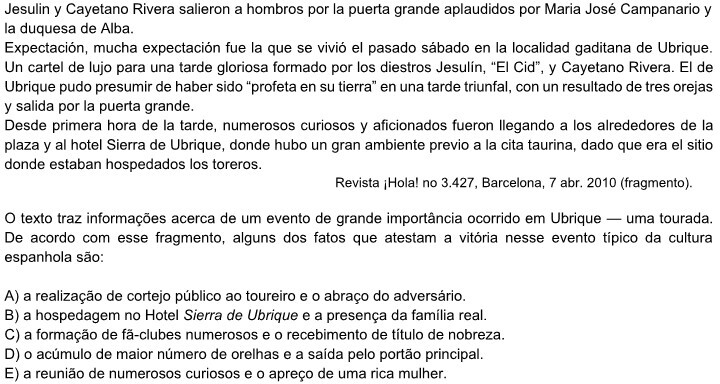 Jesulin y Cayetano Rivera salieron a hombros por la puerta grande aplaudidos por Maria José Campanario y
la duquesa de Alba.
Expectación, mucha expectación fue la que se vivió el pasado sábado en la localidad gaditana de Ubrique.
Un cartel de lujo para una tarde gloriosa formado por los diestros Jesulín, “El Cid”, y Cayetano Rivera. El de
Ubrique pudo presumir de haber sido “profeta en su tierra” en una tarde triunfal, con un resultado de tres orejas
y salida por la puerta grande.
Desde primera hora de la tarde, numerosos curiosos y aficionados fueron llegando a los alrededores de la
plaza y al hotel Sierra de Ubrique, donde hubo un gran ambiente previo a la cita taurina, dado que era el sitio
donde estaban hospedados los toreros.
Revista ¡Hola! no 3.427, Barcelona, 7 abr. 2010 (fragmento).
O texto traz informações acerca de um evento de grande importância ocorrido em Ubrique — uma tourada.
De acordo com esse fragmento, alguns dos fatos que atestam a vitória nesse evento típico da cultura
espanhola são:
A) a realização de cortejo público ao toureiro e o abraço do adversário.
B) a hospedagem no Hotel Sierra de Ubrique e a presença da família real.
C) a formação de fã-clubes numerosos e o recebimento de título de nobreza.
D) o acúmulo de maior número de orelhas e a saída pelo portão principal.
E) a reunião de numerosos curiosos e o apreço de uma rica mulher.